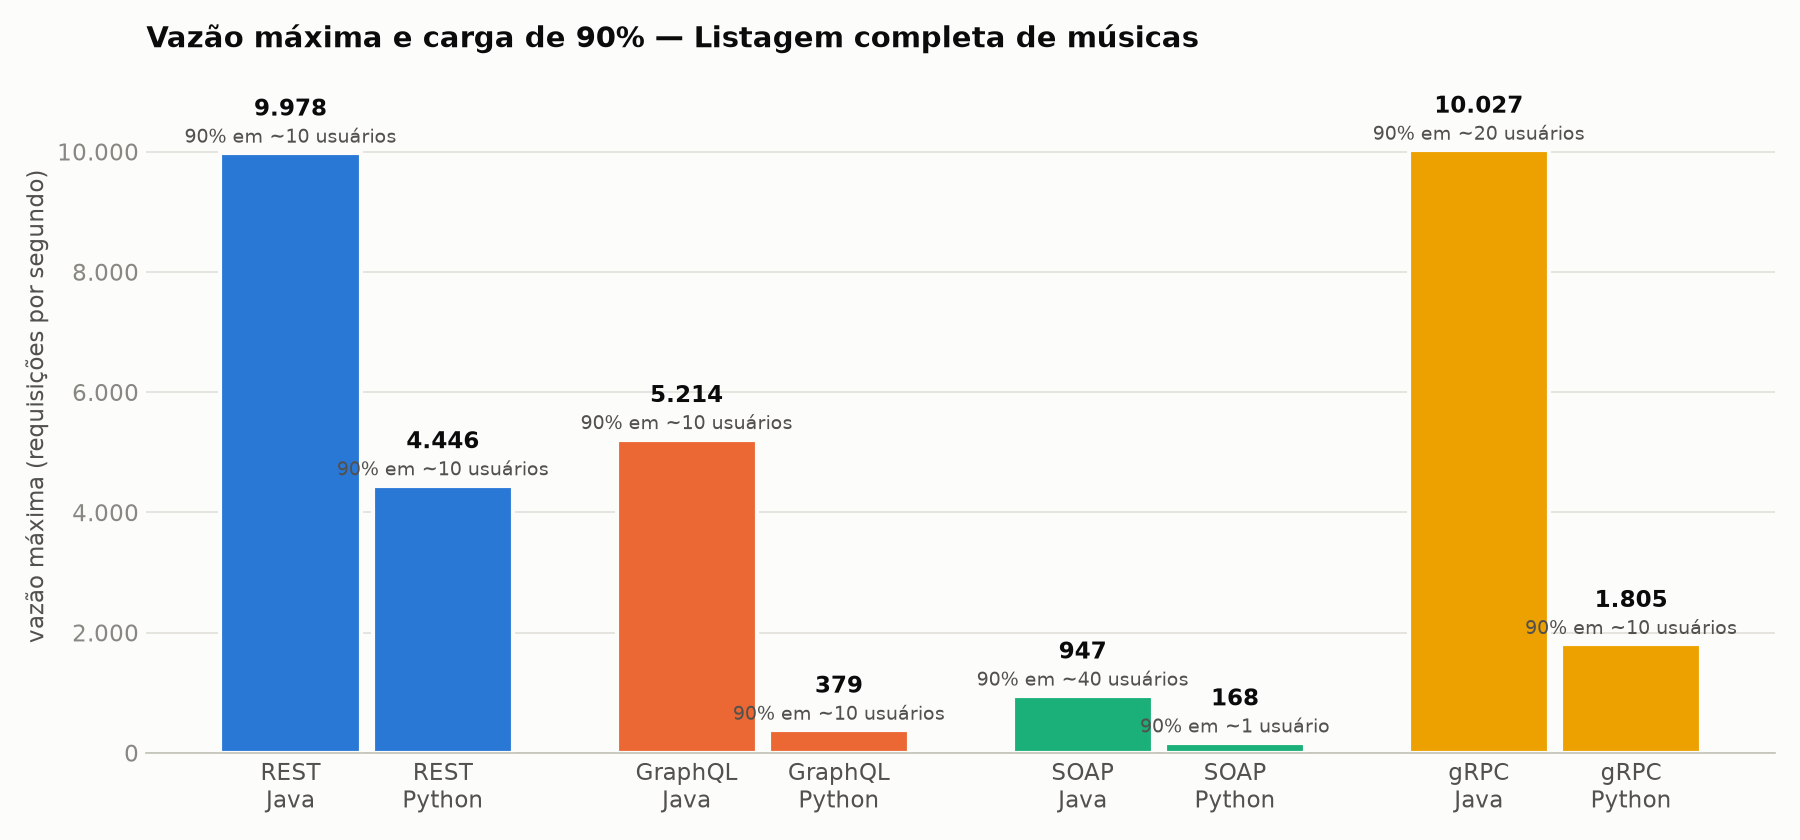 Vazão máxima e carga de 90% — Listagem completa de músicas
vazão máxima (requisições por segundo)
10.000
8.000
6.000
4.000
2.000
0
9.978
90% em ~10 usuários
4.446
90% em ~10 usuários
5.214
90% em ~10 usuários
379
90% em ~10 usuários
947
90% em ~40 usuários
168
90% em ~1 usuário
10.027
90% em ~20 usuários
1.805
90% em ~10 usuários
REST
Java
REST
Python
GraphQL
Java
GraphQL
Python
SOAP
Java
SOAP
Python
gRPC
Java
gRPC
Python